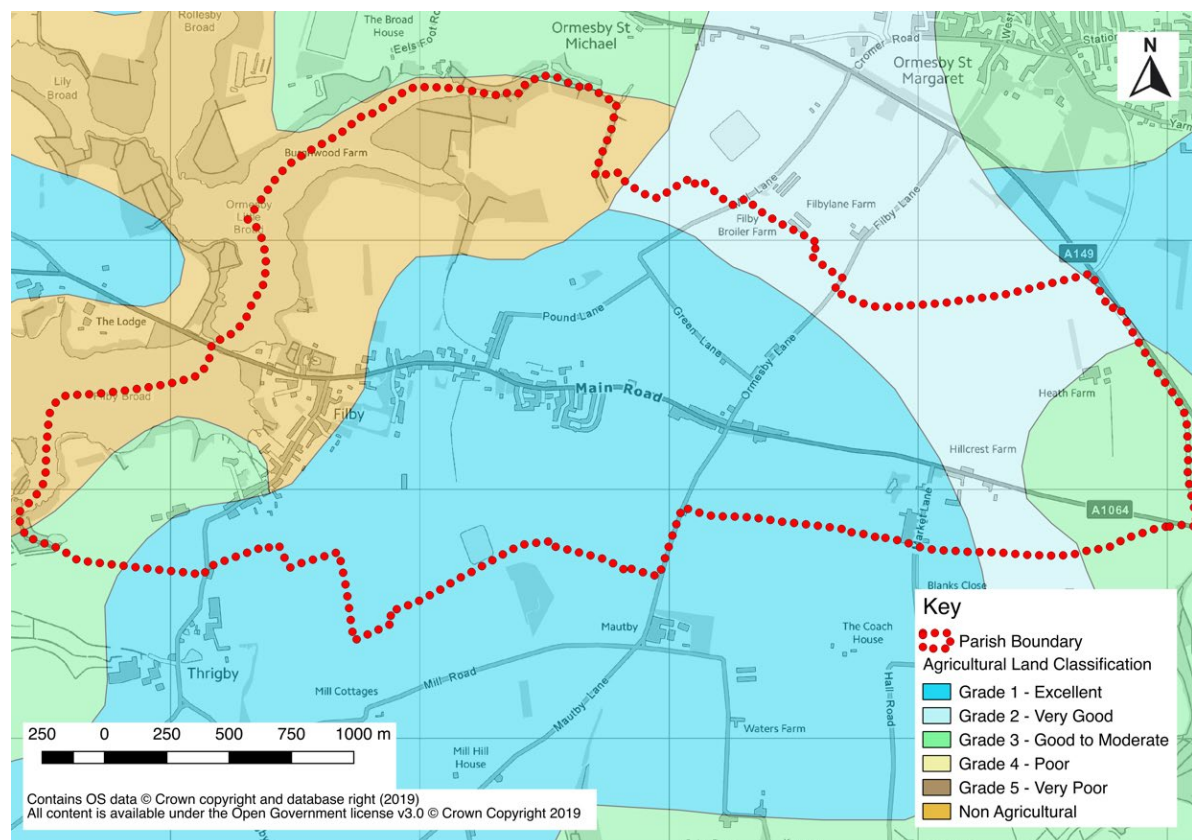 Rollesby
Broad
The Broad
House
Eels Foot Ro
Ormesby St
Michael
Cromer Road
West
Station Road
Ormesby St
Margaret
Yarm
N
Lily
Broad
Burghwood Farm
Ormesby
Little
Broad
Lane
Filby
Broiler Farm
Filbylane Farm
Filby Lane
A149
The Lodge
Pound Lane
Green Lane
Ormesby Lane
Main Road
Heath Farm
Filby Broad
Filby
Hillcrest Farm
Market Lane
A1064
Blanks Close
Mautby
The Coach
House
Thrigby
Mill Cottages
Mill Road
Mautby Lane
Hall Road
Waters Farm
Mill Hill
House
Key
Parish Boundary
Agricultural Land Classification
Grade 1 - Excellent
Grade 2 - Very Good
Grade 3 - Good to Moderate
Grade 4 - Poor
Grade 5 - Very Poor
Non Agricultural
250 0 250 500 750 1000 m
Contains OS data © Crown copyright and database right (2019)
All content is available under the Open Government license v3.0 © Crown Copyright 2019